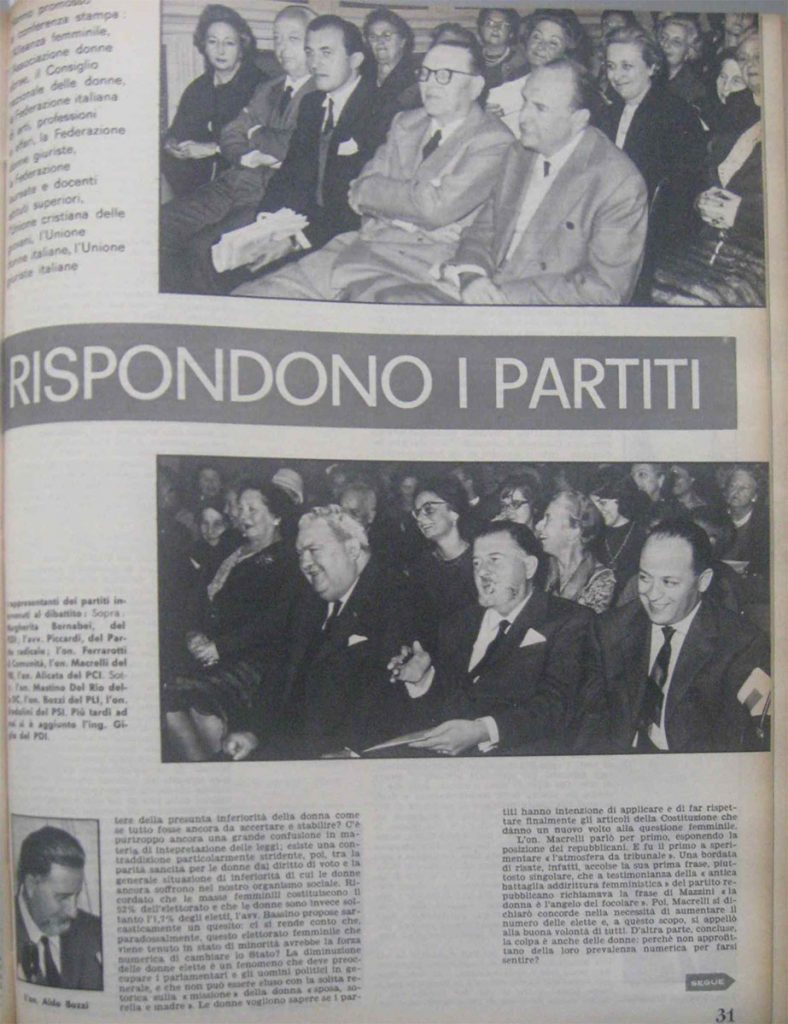 promosso
conferenza stampa :
femminile,
donne
il Consiglio
delle donne,
Federazione italiana
arti, professioni
affari, la Federazione
giuriste,
Federazione
e docenti
superiori,
cristiana delle
l'Unione
italiane, l'Unione
italiane
RISPONDONO I PARTITI
dei partiti in-
al dibattito : Sopra :
Bernabei, del
l'avv. Piccardi, del Par-
radicale ; l'on. Ferrarotti
Comunità, l'on. Macrelli del
l'on. Alicata del PCI.
l'on. Mastino Del Rio del-
DC, l'on. Bozzi del PLI, l'on.
del PSI. Più tardi ad
si è aggiunto l'ing.
del PDI.
l'on. Aldo Bozzi
tere della presunta inferiorità della donna come
se tutto fosse ancora da accertare e stabilire? C'è
purtroppo ancora una grande confusione in ma-
teria di intepretazione delle leggi; esiste una con-
traddizione particolarmente stridente, poi, tra la
parità sancita per le donne dal diritto di voto e la
generale situazione di inferiorità di cui le donne
ancora soffrono nel nostro organismo sociale. Ri-
cordato che le masse femminili costituiscono il
52% dell'elettorato e che le donne sono invece sol-
tanto l'1,7% degli eletti, l'avv. Bassino propose sar-
casticamente un quesito: ci si rende conto che,
paradossalmente, questo elettorato femminile che
viene tenuto in stato di minorità avrebbe la forza
numerica di cambiare lo Stato? La diminuzione
delle donne elette è un fenomeno che deve preoc-
cupare i parlamentari e gli uomini politici in ge-
nerale, e che non può essere eluso con la solita re-
torica sulla « missione » della donna « sposa, so-
rella e madre ». Le donne vogliono sapere se i par-
titi hanno intenzione di applicare e di far rispet-
tare finalmente gli articoli della Costituzione che
dànno un nuovo volto alla questione femminile.
L'on. Macrelli parlò per primo, esponendo la
posizione dei repubblicani. E fu il primo a speri-
mentare « l'atmosfera da tribunale ». Una bordata
di risate, infatti, accolse la sua prima frase, piut-
tosto singolare, che a testimonianza della « antica
battaglia addirittura femministica » del partito re-
pubblicano richiamava la frase di Mazzini « la
donna è l'angelo del focolare ». Poi, Macrelli si di-
chiarò concorde nella necessità di aumentare il
numero delle elette e, a questo scopo, si appellò
alla buona volontà di tutti. D'altra parte, concluse,
la colpa è anche delle donne: perché non approfit-
tano della loro prevalenza numerica per farsi
sentire?
SEGUE
31